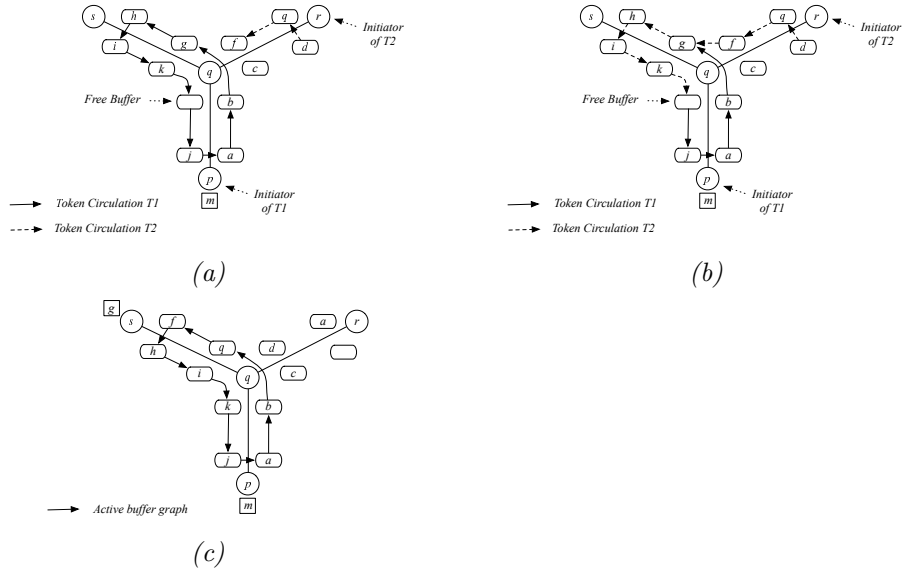 s h q r
Initiator
of T2
i g f d
k q c
Free Buffer b
j a
p
Initiator
of T1
m
Token Circulation T1
Token Circulation T2
(a)
s h q r
Initiator
of T2
i g f d
k q c
Free Buffer b
j a
p
Initiator
of T1
m
Token Circulation T1
Token Circulation T2
(b)
g
s f a r
h q d
i q c
k b
j a
p
m
Active buffer graph
(c)